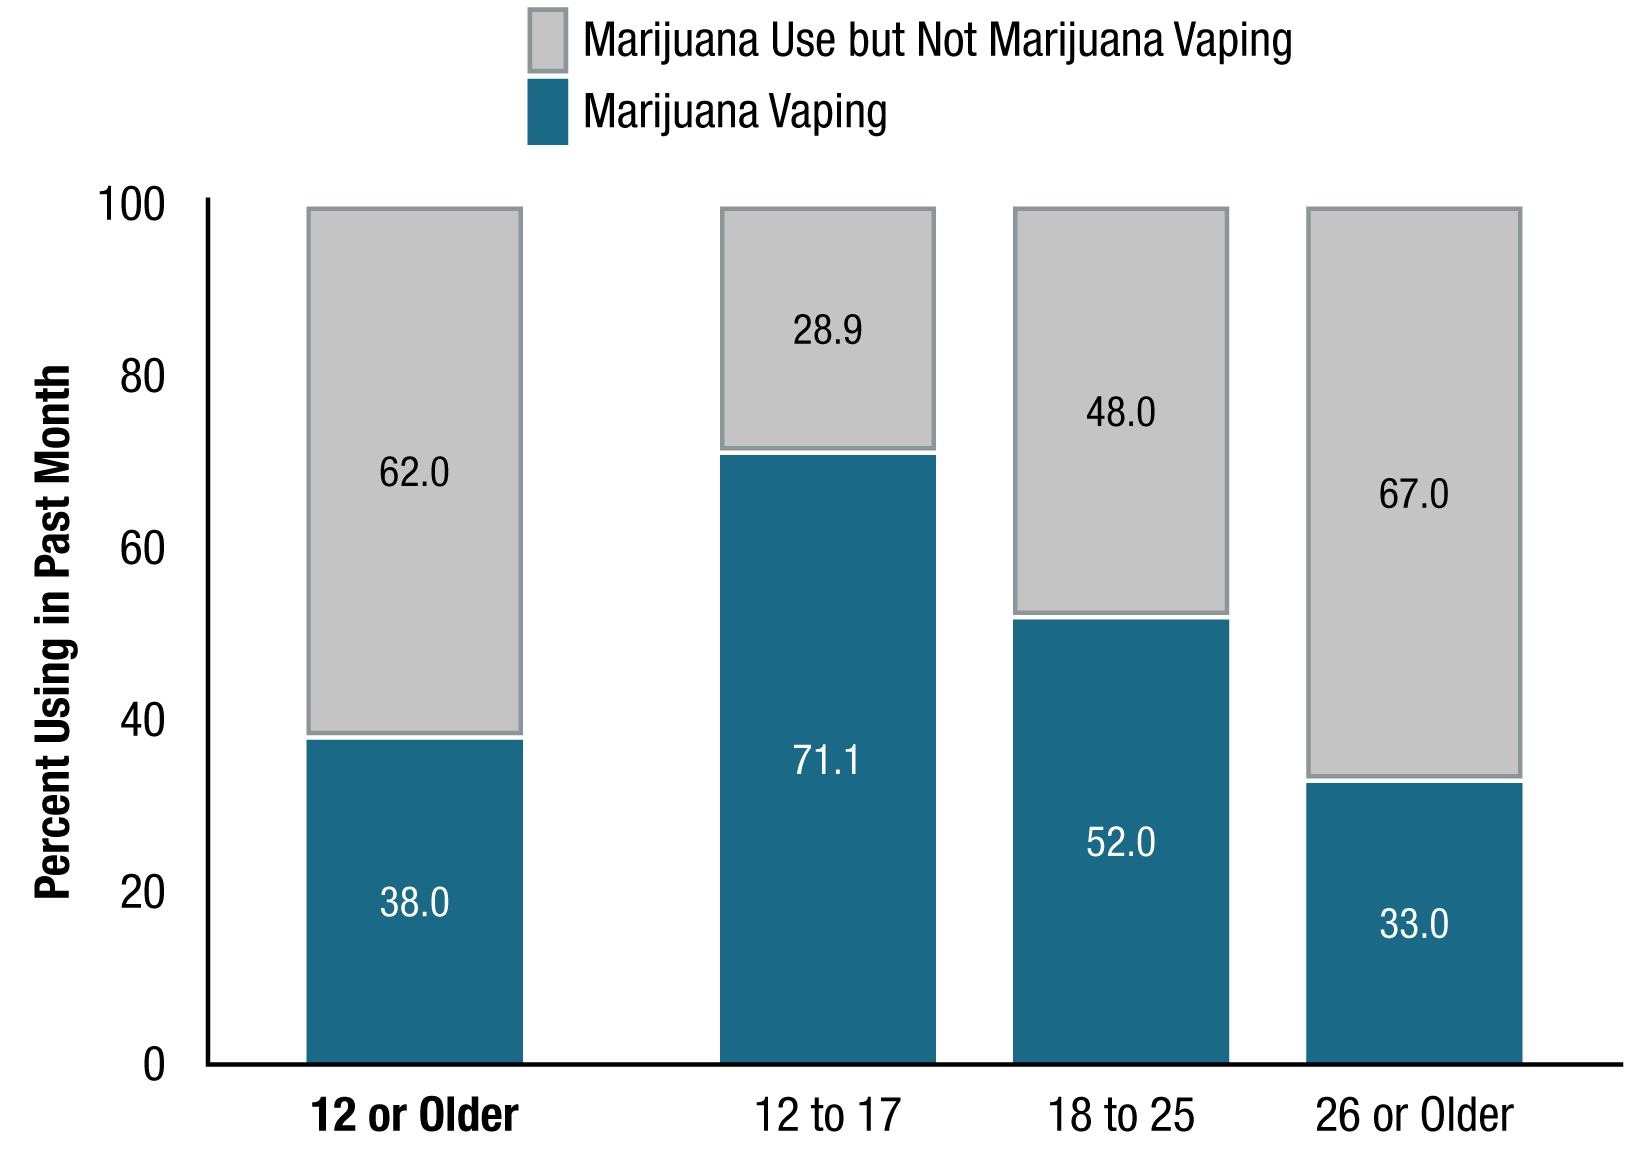 Marijuana Use but Not Marijuana Vaping
Marijuana Vaping
Percent Using in Past Month
100
80
60
40
20
0
62.0
38.0
28.9
71.1
48.0
52.0
67.0
33.0
12 or Older
12 to 17
18 to 25
26 or Older